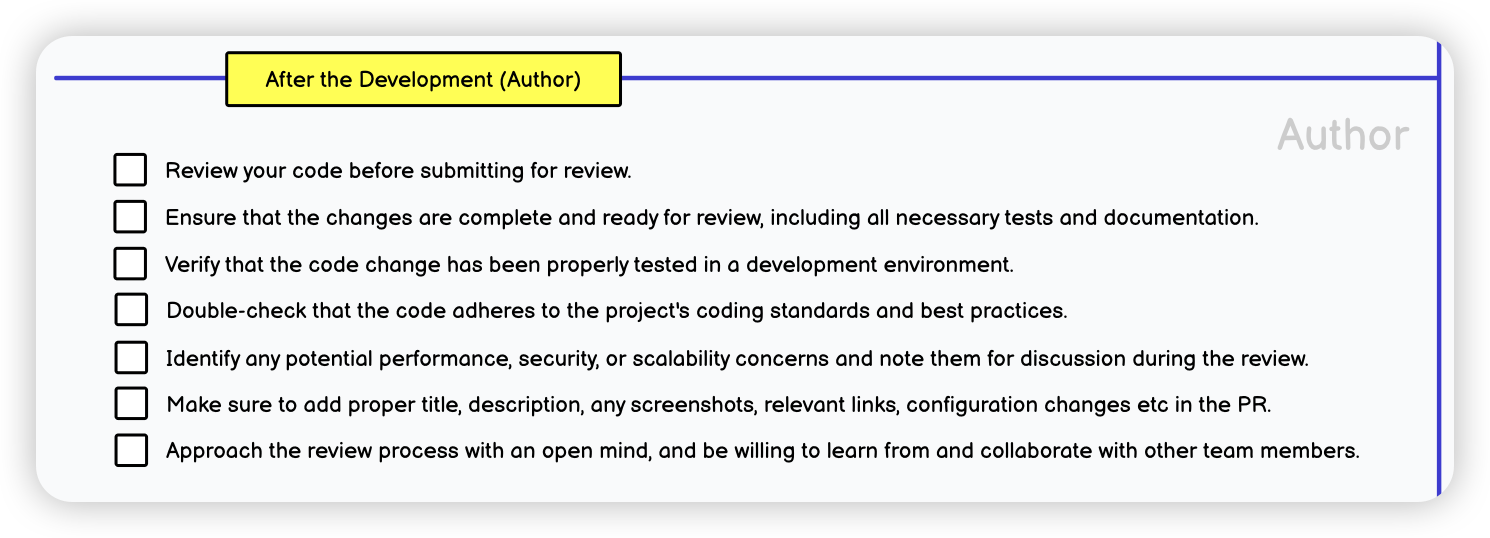 After the Development (Author)
Author
Review your code before submitting for review.
Ensure that the changes are complete and ready for review, including all necessary tests and documentation.
Verify that the code change has been properly tested in a development environment.
Double-check that the code adheres to the project's coding standards and best practices.
Identify any potential performance, security, or scalability concerns and note them for discussion during the review.
Make sure to add proper title, description, any screenshots, relevant links, configuration changes etc in the PR.
Approach the review process with an open mind, and be willing to learn from and collaborate with other team members.